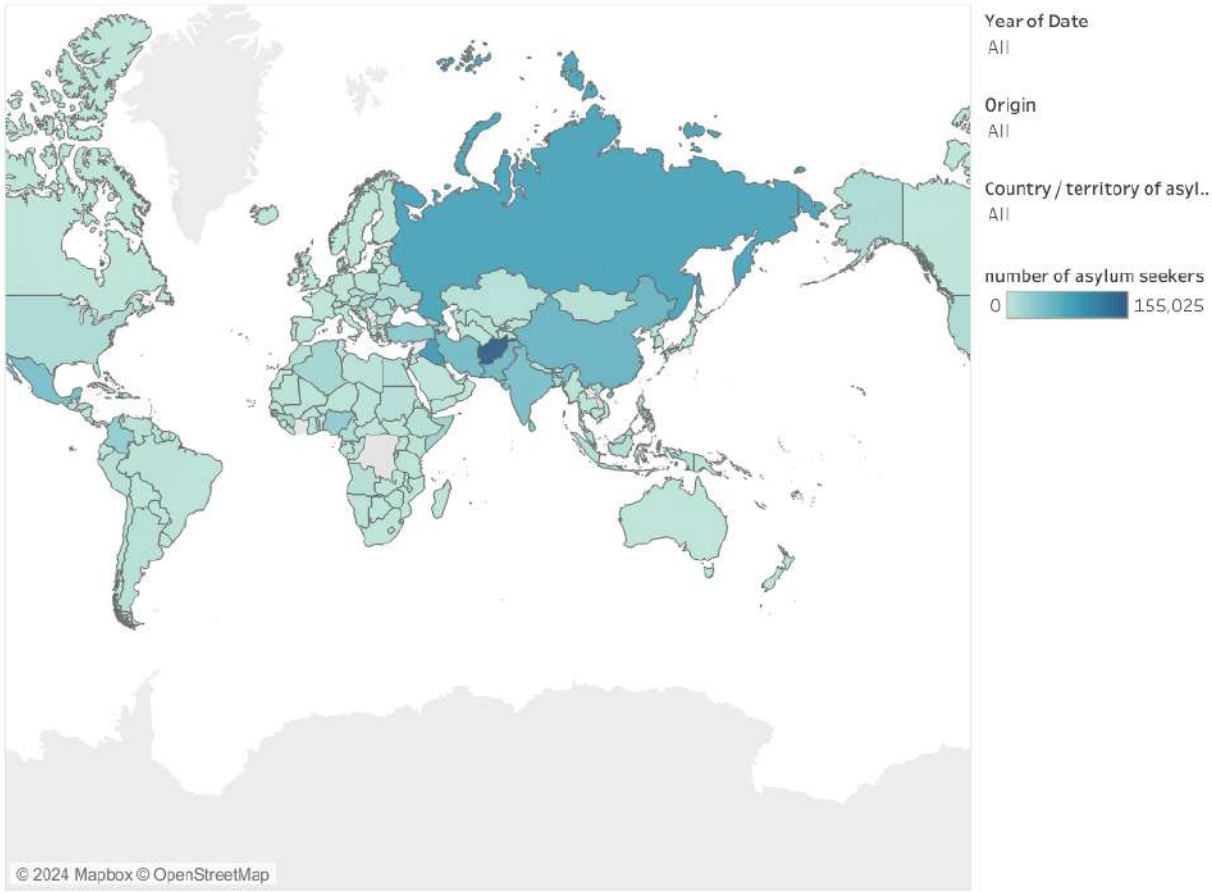 Year of Date
All
Origin
All
Country / territory of asyl..
All
number of asylum seekers
0 155,025
© 2024 Mapbox © OpenStreetMap